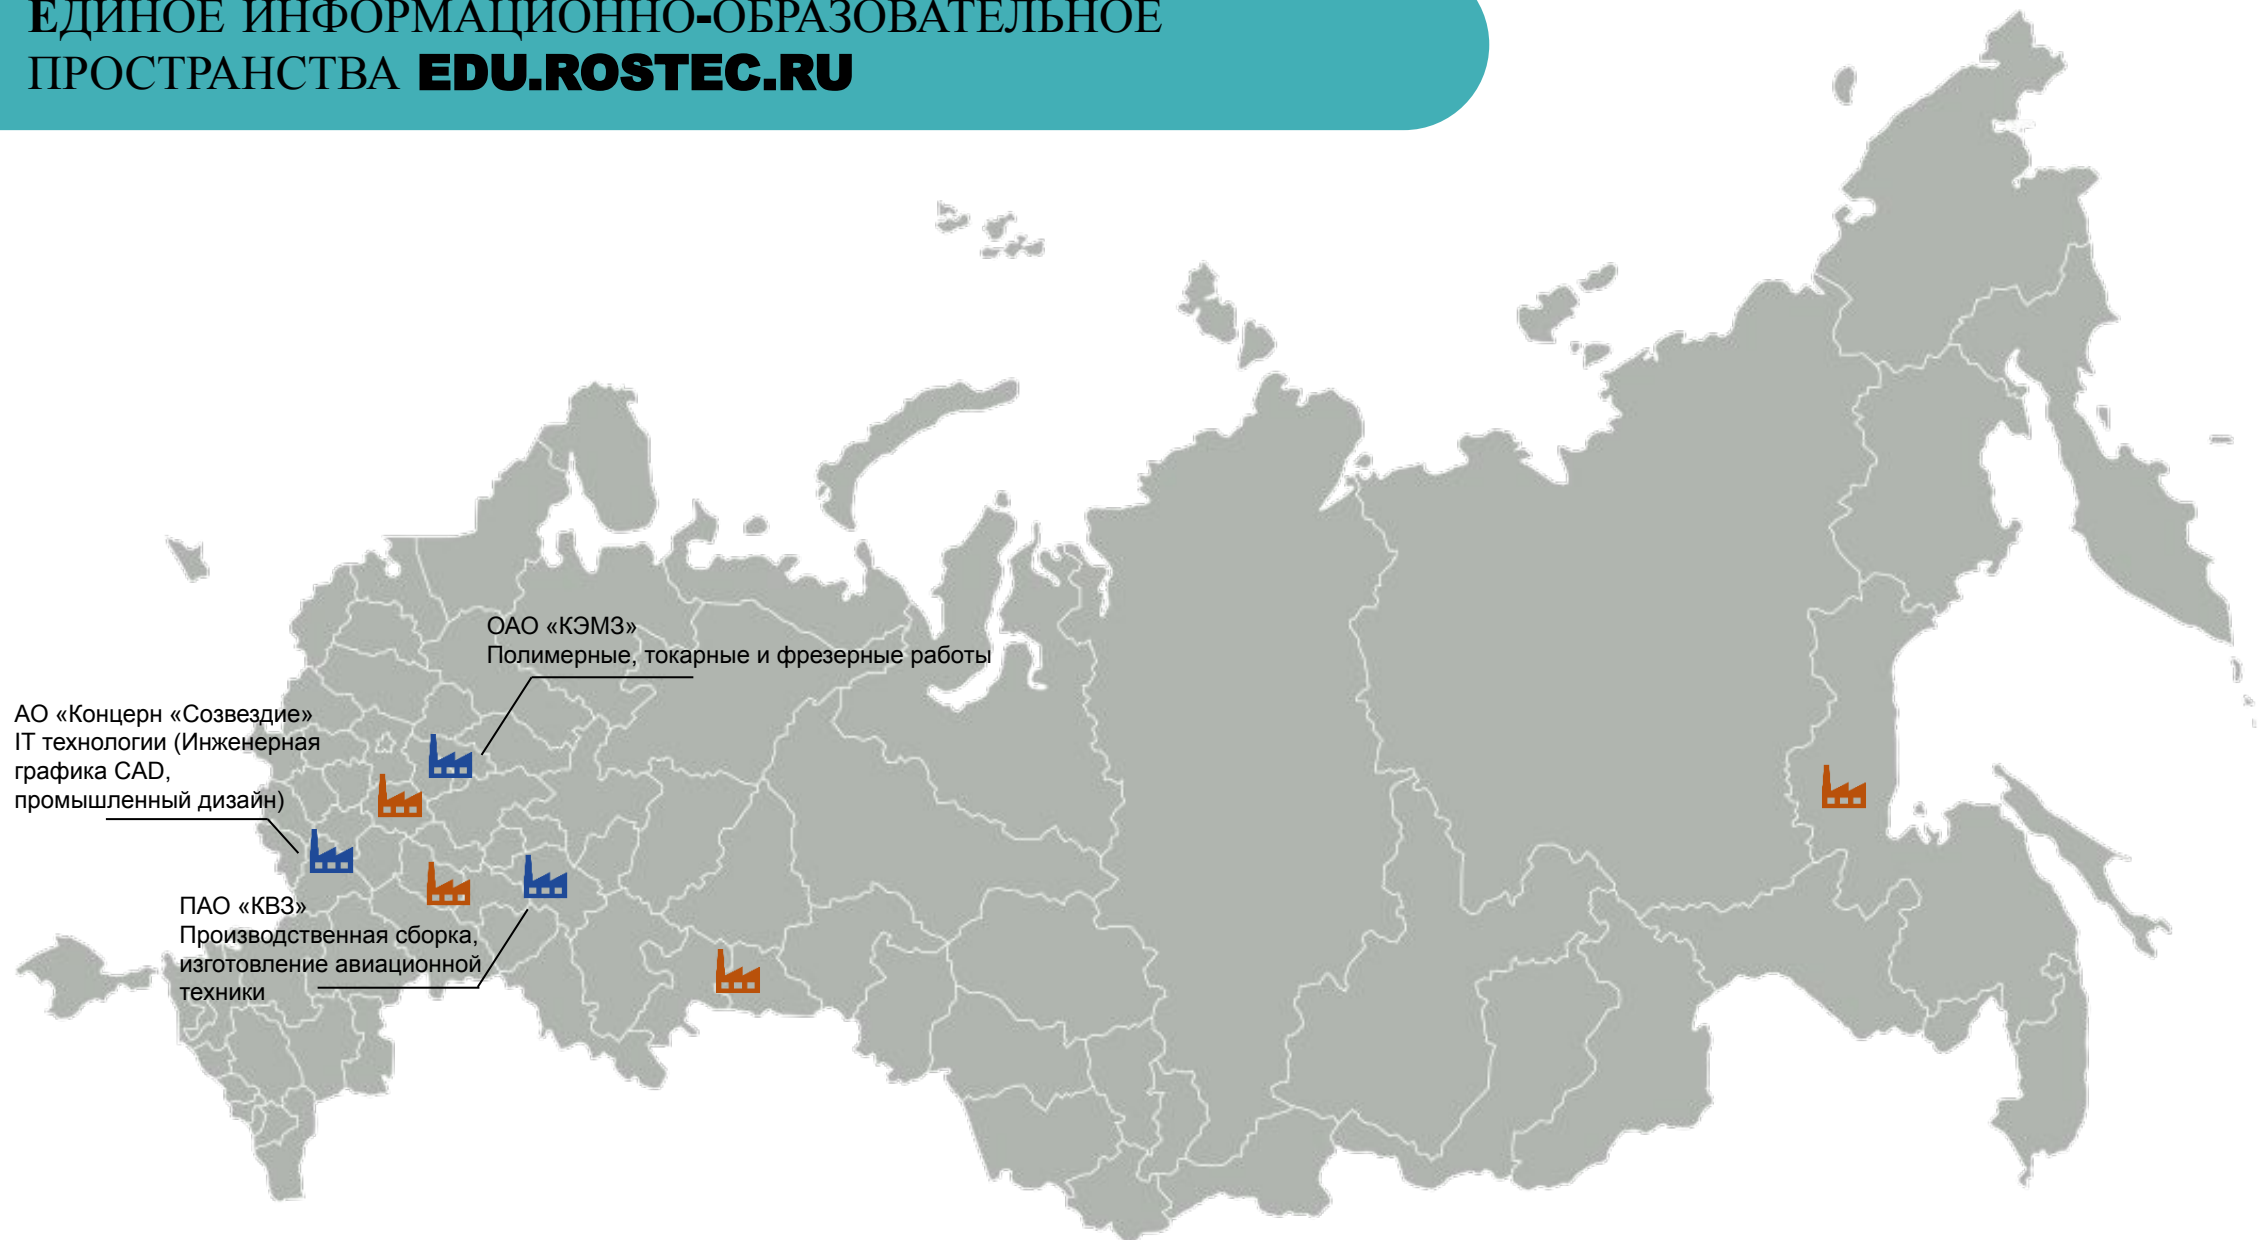 ЕДИНОЕ ИНФОРМАЦИОННО-ОБРАЗОВАТЕЛЬНОЕ
ПРОСТРАНСТВА EDU.ROSTEC.RU
ОАО «КЭМЗ»
Полимерные, токарные и фрезерные работы
АО «Концерн «Созвездие»
IT технологии (Инженерная
графика CAD,
промышленный дизайн)
ПАО «КВЗ»
Производственная сборка,
изготовление авиационной
техники